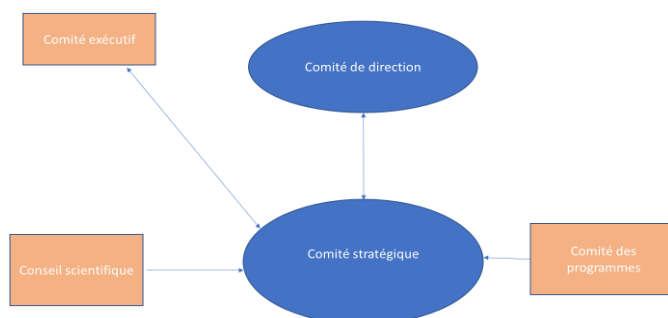 Comité exécutif
Comité de direction
Comité stratégique
Conseil scientifique
Comité des
programmes